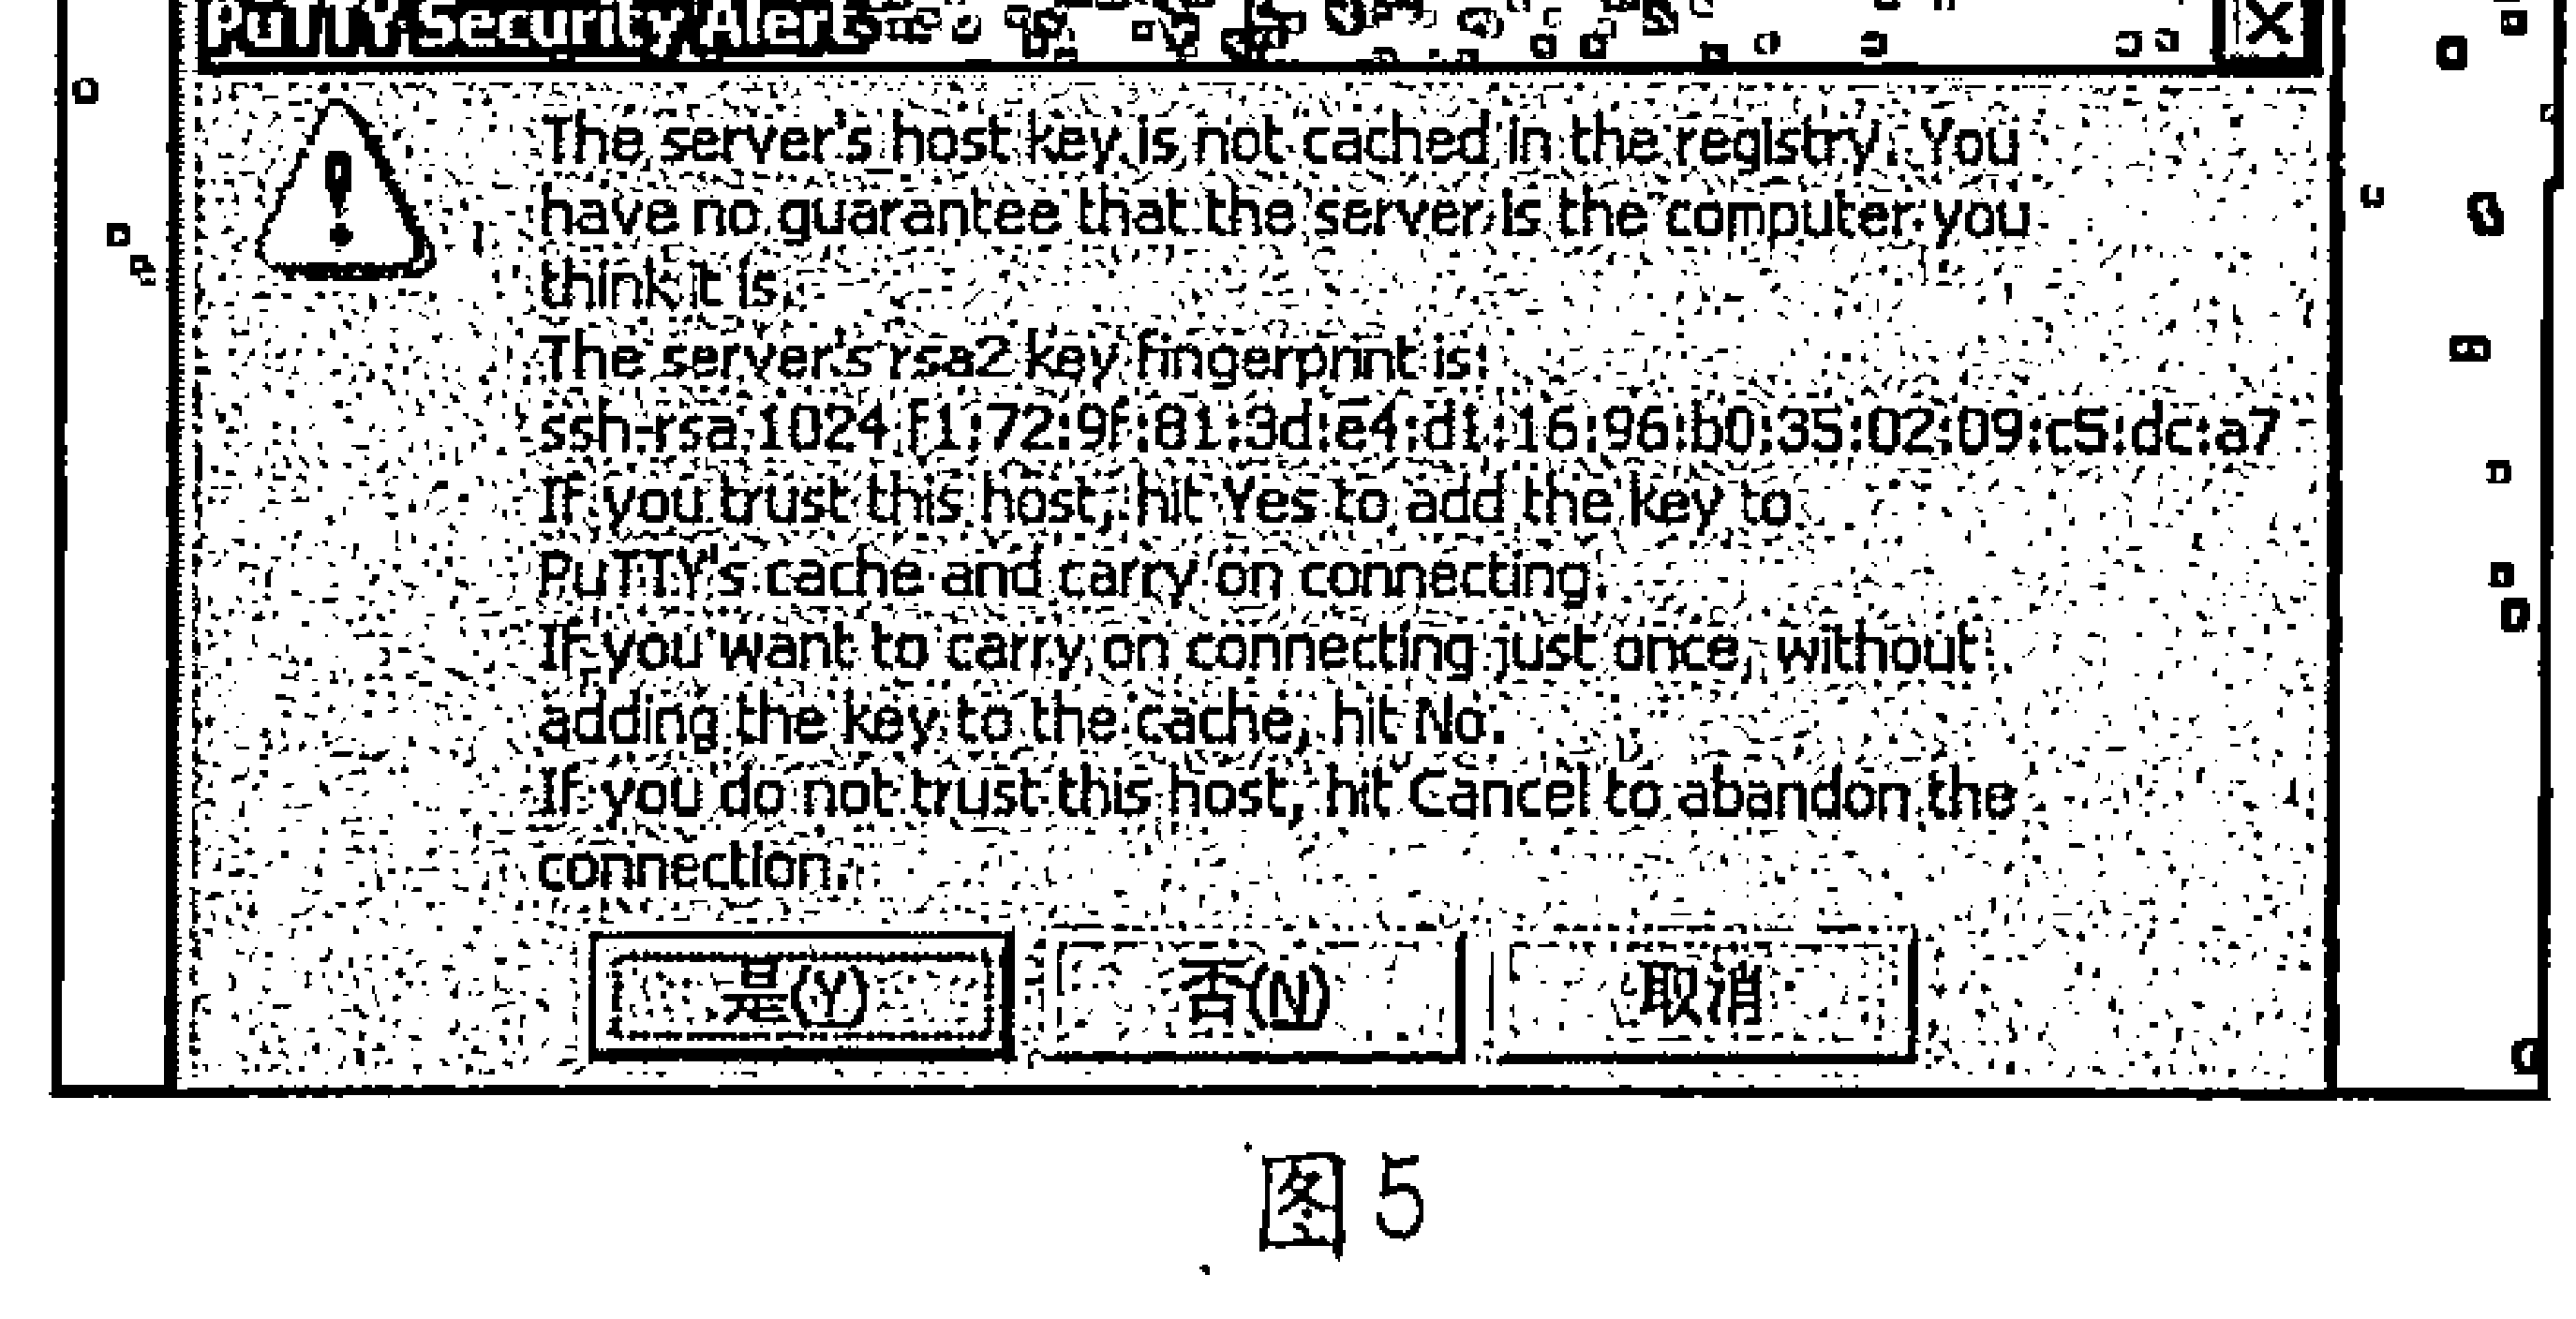 PuTTY Security Alert
The server's host key is not cached in the registry. You
have no guarantee that the server is the computer you
think it is.
The server's rsa2 key fingerprint is:
ssh-rsa 1024 f1:72:9f:81:3d:e4:d1:16:96:b0:35:02:09:c5:dc:a7
If you trust this host, hit Yes to add the key to
PuTTY's cache and carry on connecting.
If you want to carry on connecting just once, without
adding the key to the cache, hit No.
If you do not trust this host, hit Cancel to abandon the
connection.
是(Y) 否(N) 取消
图 5